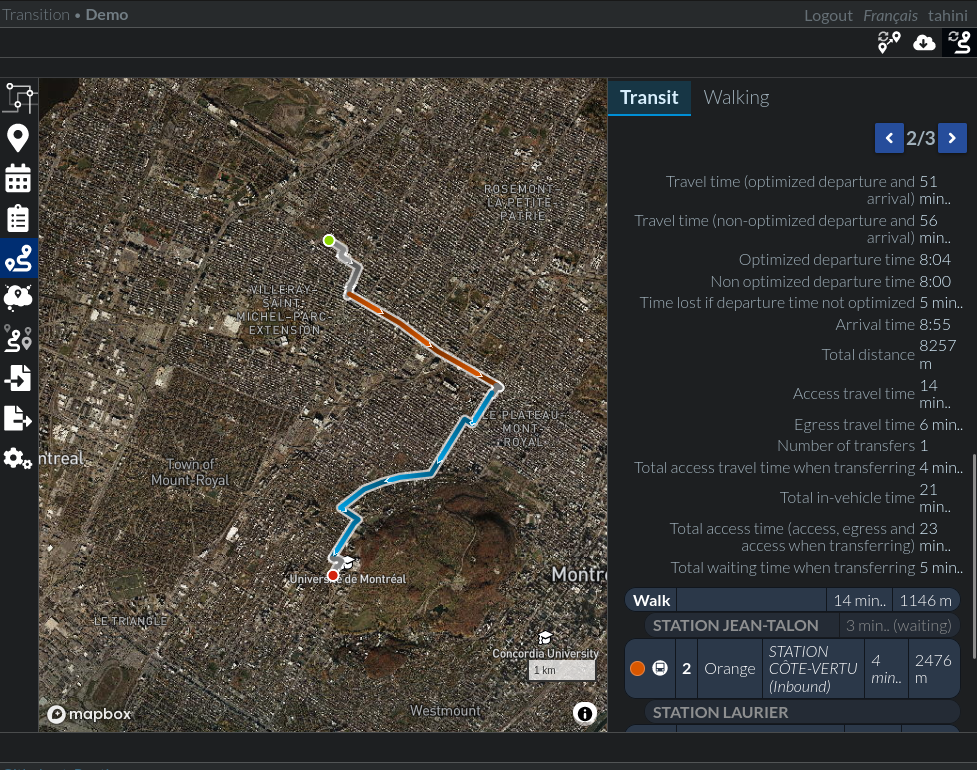 Transition • Demo
Logout Français tahini
Transit Walking
2/3
Travel time (optimized departure and arrival) 51 min..
Travel time (non-optimized departure and arrival) 56 min..
Optimized departure time 8:04
Non optimized departure time 8:00
Time lost if departure time not optimized 5 min..
Arrival time 8:55
Total distance 8257 m
Access travel time 14 min..
Egress travel time 6 min..
Number of transfers 1
Total access travel time when transferring 4 min..
Total in-vehicle time 21 min..
Total access time (access, egress and access when transferring) 23 min..
Total waiting time when transferring 5 min..
Walk 14 min.. 1146 m
STATION JEAN-TALON 3 min.. (waiting)
2 Orange STATION CÔTE-VERTU (Inbound) 4 min.. 2476 m
STATION LAURIER
ROSEMONT-
LA PETITE-
PATRIE
VILLERAY-
SAINT-
MICHEL-PARC-
EXTENSION
LE PLATEAU-
MONT-
ROYAL
ntreal
Town of
Mount-Royal
Université de Montréal
Montre
LE TRIANGLE
Concordia University
1 km
Westmount
mapbox